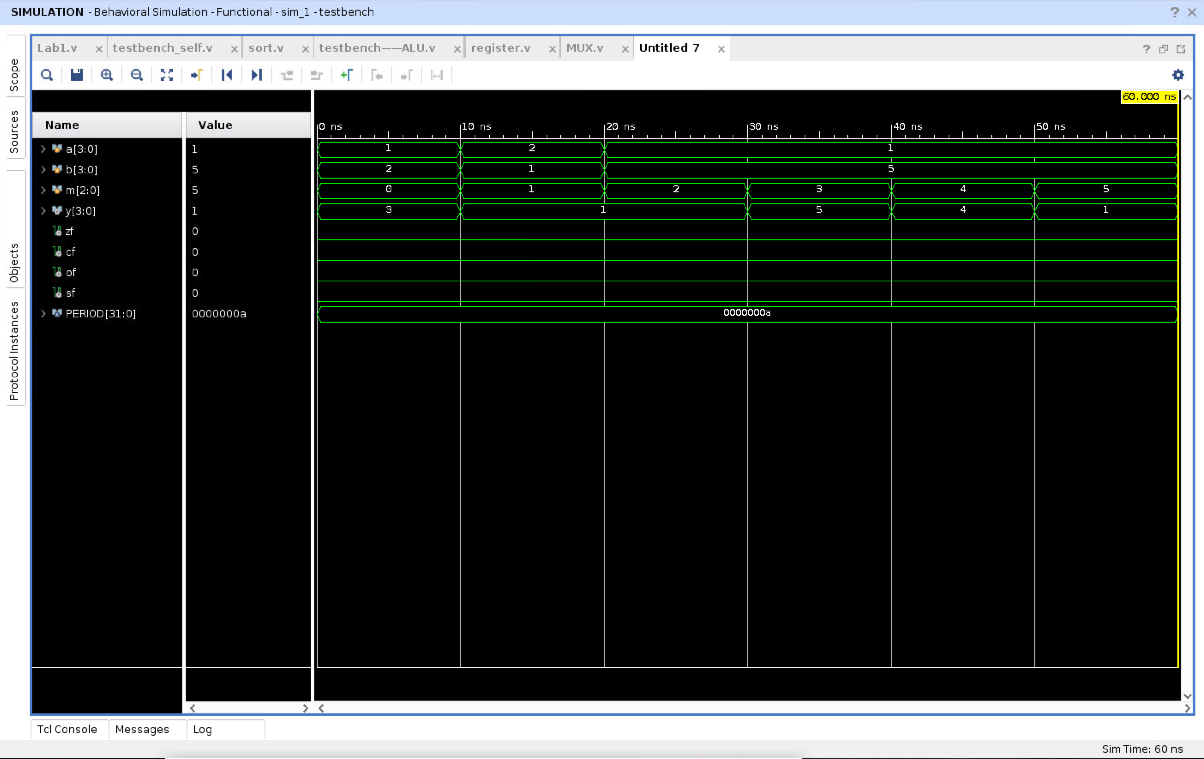 SIMULATION - Behavioral Simulation - Functional - sim_1 - testbench
? ×
Lab1.v × testbench_self.v × sort.v × testbench——ALU.v × register.v × MUX.v × Untitled 7 ×
Scope
Sources
Objects
Protocol Instances
60.000 ns
Name Value 0 ns 10 ns 20 ns 30 ns 40 ns 50 ns
a[3:0] 1 1 2 1
b[3:0] 5 2 1 5
m[2:0] 5 0 1 2 3 4 5
y[3:0] 1 3 1 5 4 1
zf 0
cf 0
of 0
sf 0
PERIOD[31:0] 0000000a 0000000a
Tcl Console Messages Log
Sim Time: 60 ns